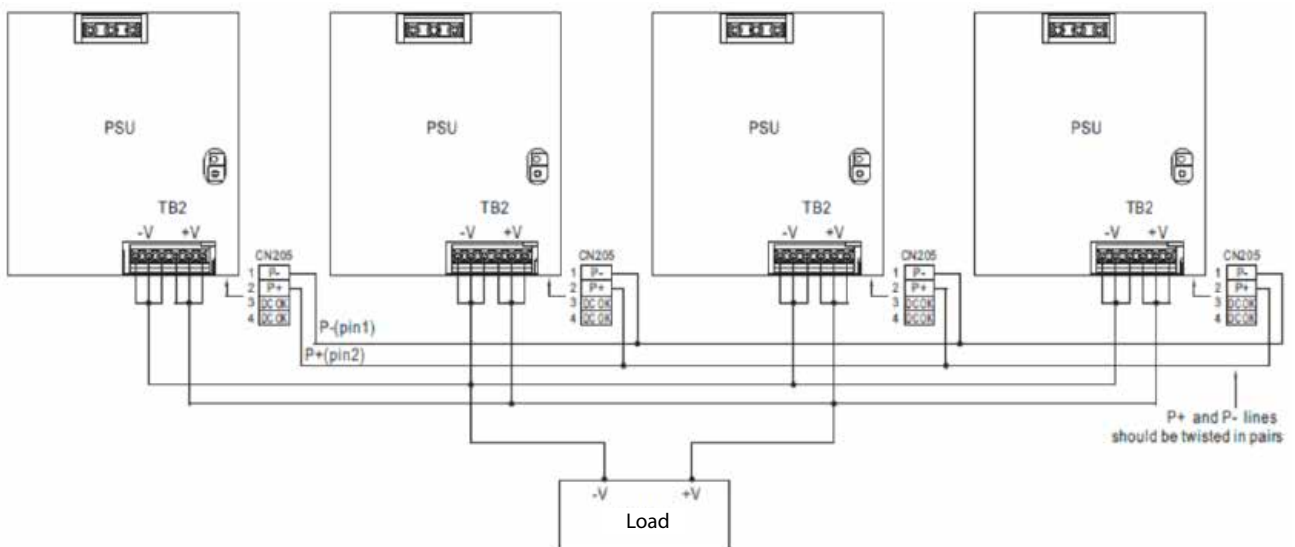 PSU
TB2
-V +V
CN205
1 P-
2 P+
3 DC OK
4 DC OK
PSU
TB2
-V +V
CN205
1 P-
2 P+
3 DC OK
4 DC OK
PSU
TB2
-V +V
CN205
1 P-
2 P+
3 DC OK
4 DC OK
PSU
TB2
-V +V
CN205
1 P-
2 P+
3 DC OK
4 DC OK
P-(pin1)
P+(pin2)
P+ and P- lines
should be twisted in pairs
-V +V
Load